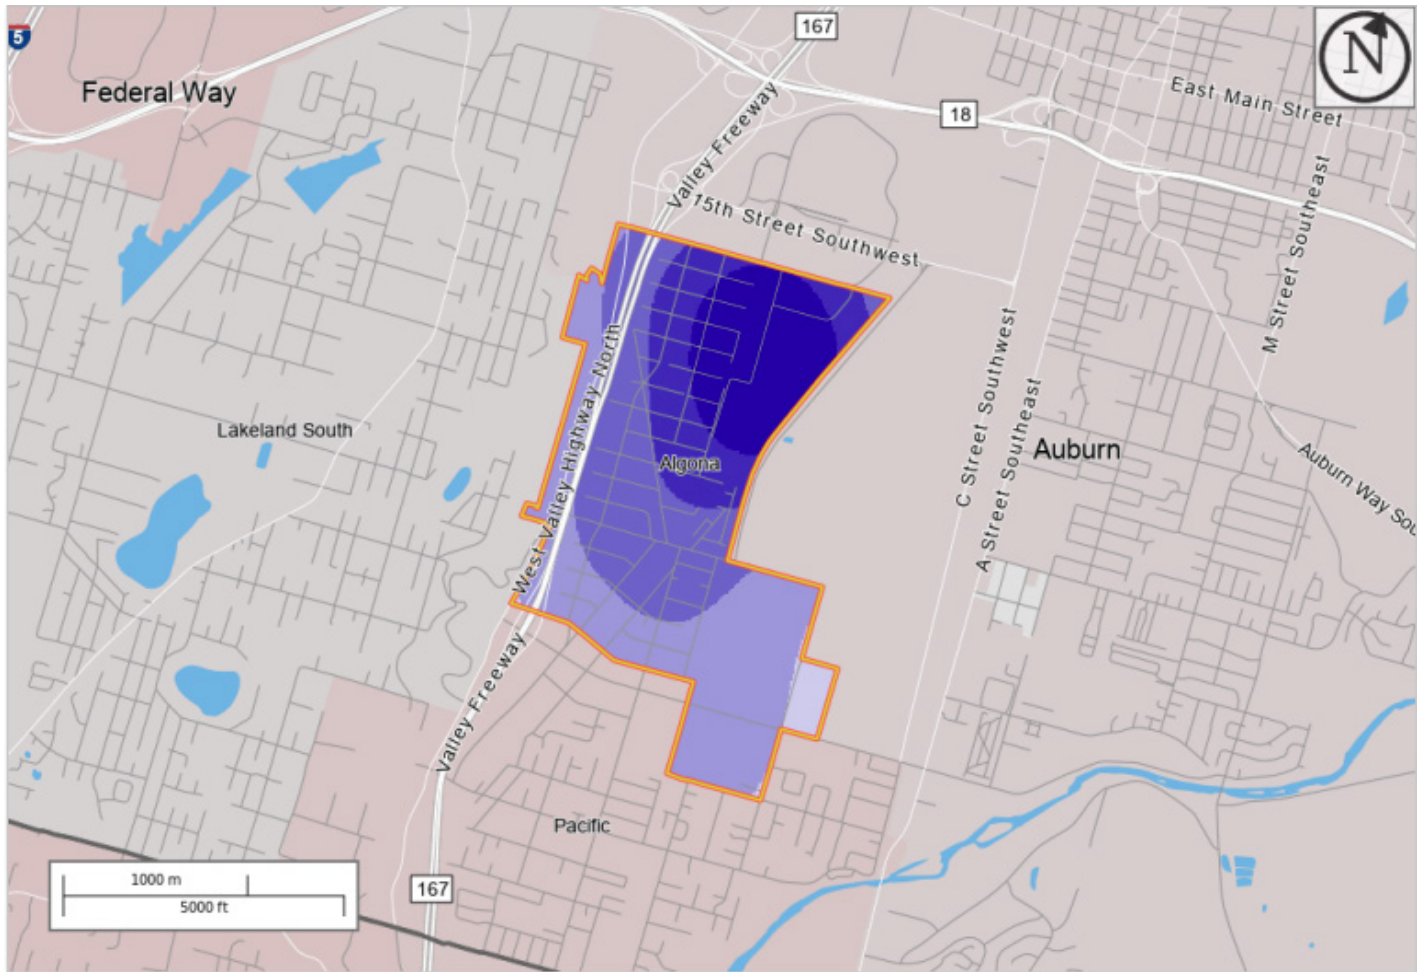 5
167
N
Federal Way
18
East Main Street
Valley Freeway
15th Street Southwest
M Street Southeast
West Valley Highway North
C Street Southwest
A Street Southeast
Lakeland South
Auburn
Algona
Auburn Way Sou
Valley Freeway
Pacific
1000 m
5000 ft
167